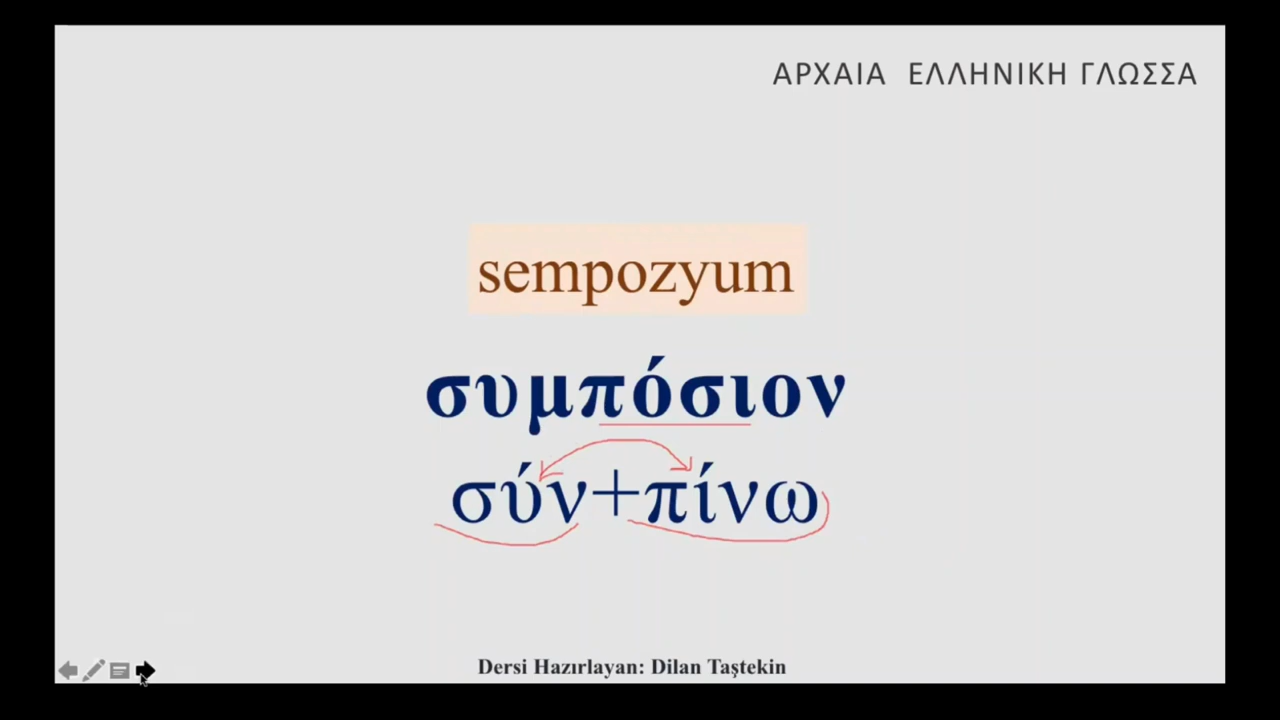 ΑΡΧΑΙΑ ΕΛΛΗΝΙΚΗ ΓΛΩΣΣΑ
sempozyum
συμπόσιον
σύν+πίνω
Dersi Hazırlayan: Dilan Taştekin